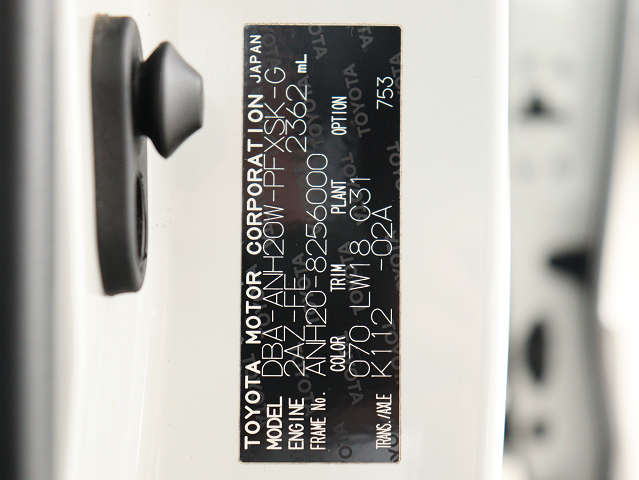 TOYOTA MOTOR CORPORATION JAPAN
MODEL DBA-ANH20W-PFXSK-G
ENGINE 2AZ-FE 2362 mL
FRAME No. ANH20-8256000
COLOR TRIM PLANT OPTION
070 LW18 C31
TRANS./AXLE K112 -02A 753